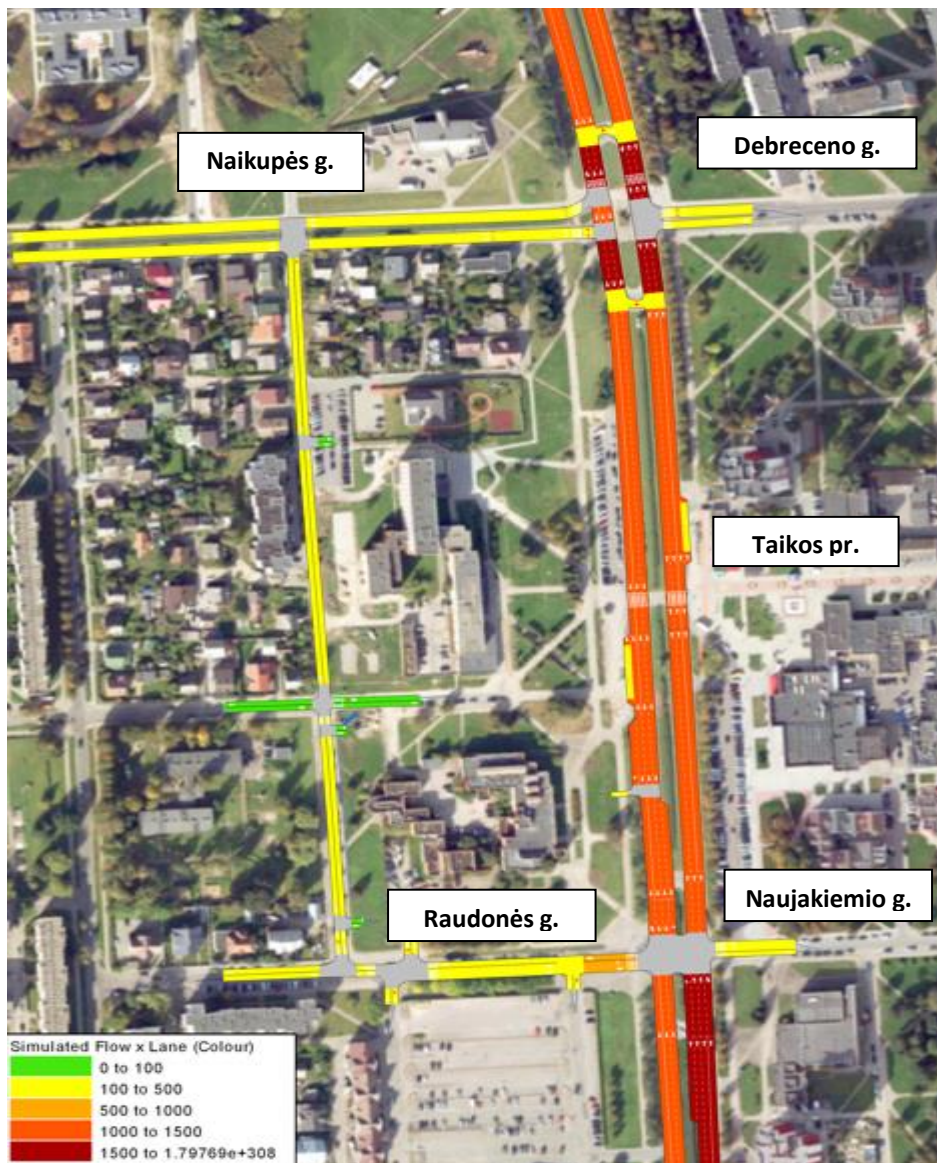 Naikupės g.
Debreceno g.
Taikos pr.
Raudonės g.
Naujakiemio g.
Simulated Flow x Lane (Colour)
0 to 100
100 to 500
500 to 1000
1000 to 1500
1500 to 1.79769e+308